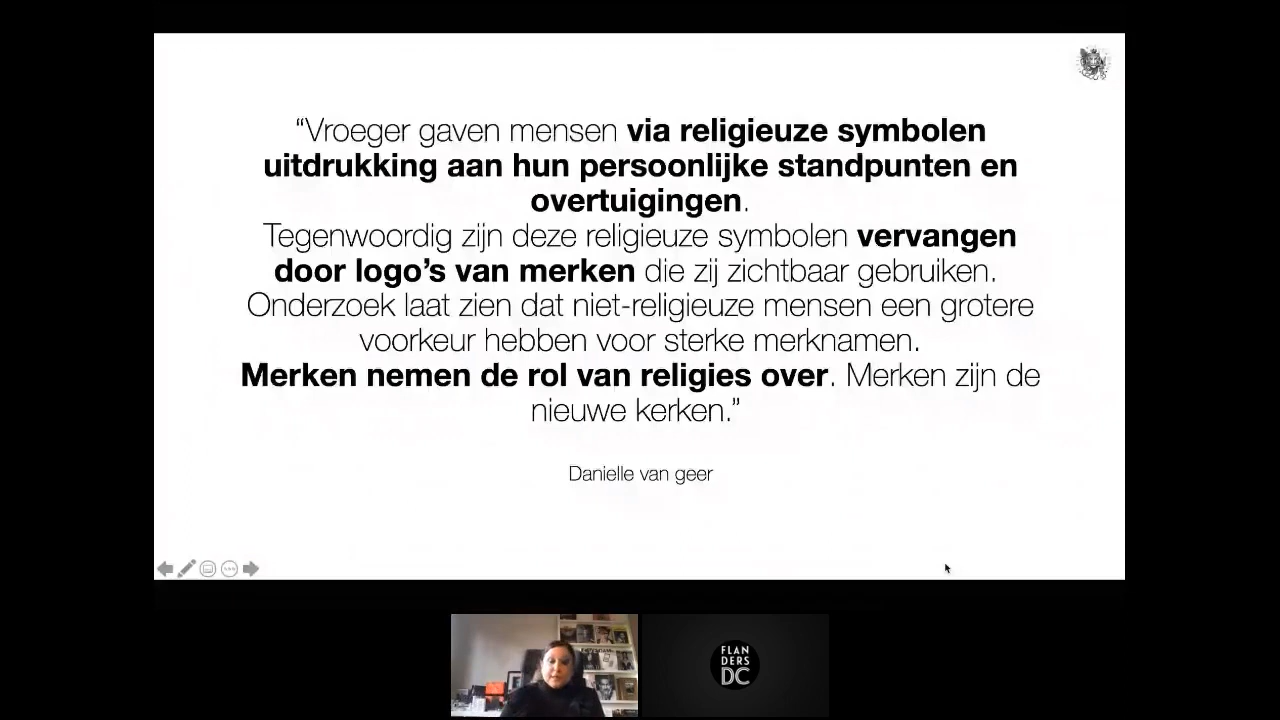 “Vroeger gaven mensen via religieuze symbolen
uitdrukking aan hun persoonlijke standpunten en
overtuigingen.
Tegenwoordig zijn deze religieuze symbolen vervangen
door logo’s van merken die zij zichtbaar gebruiken.
Onderzoek laat zien dat niet-religieuze mensen een grotere
voorkeur hebben voor sterke merknamen.
Merken nemen de rol van religies over. Merken zijn de
nieuwe kerken.”
Danielle van geer
FLAN
DERS
DC